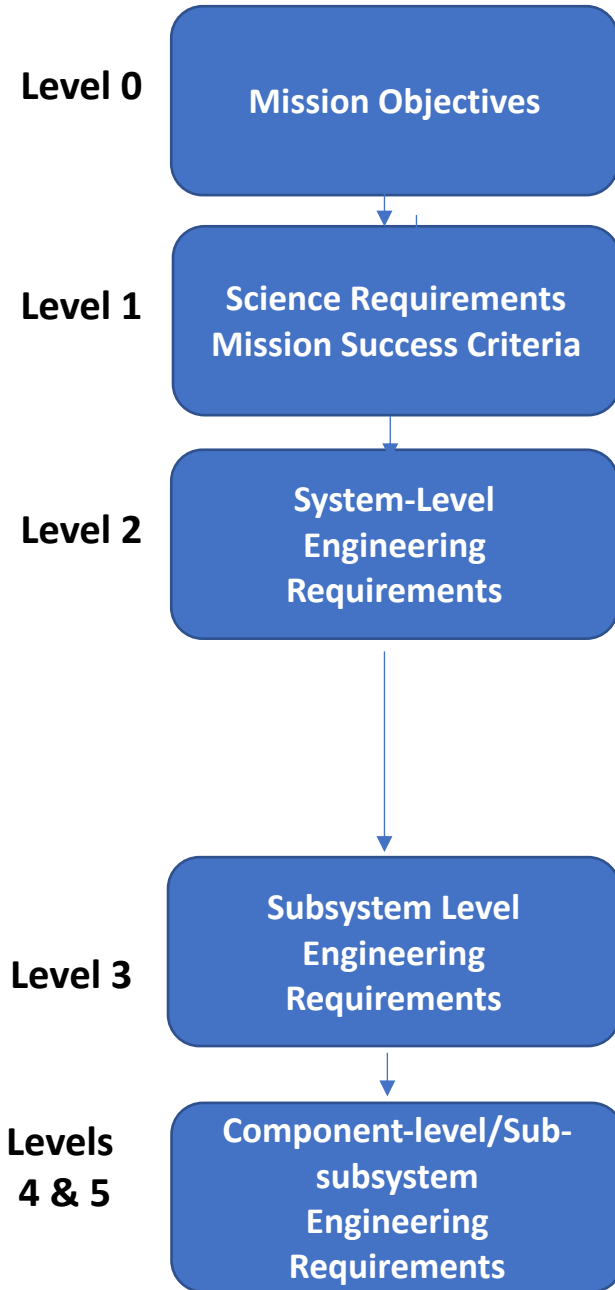 Level 0
Mission Objectives
Level 1
Science Requirements
Mission Success Criteria
Level 2
System-Level
Engineering
Requirements
Level 3
Subsystem Level
Engineering
Requirements
Levels
4 & 5
Component-level/Sub-
subsystem
Engineering
Requirements